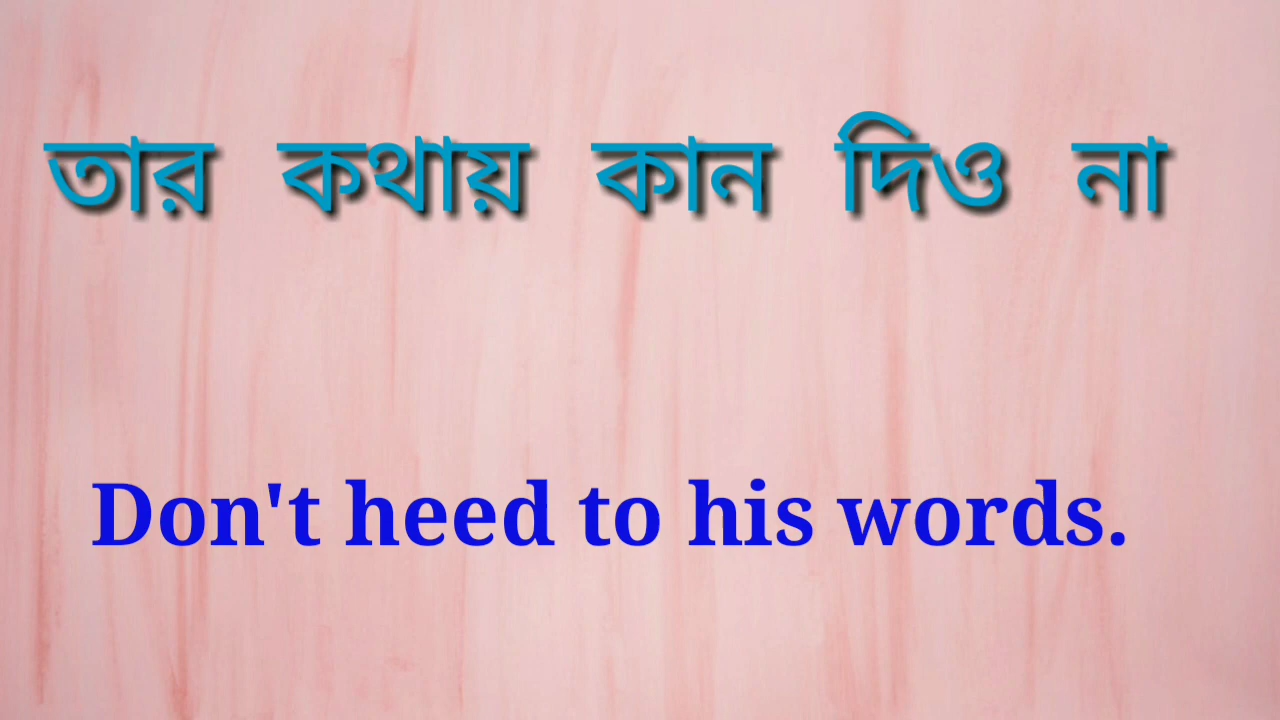 তার কথায় কান দিও না
Don't heed to his words.